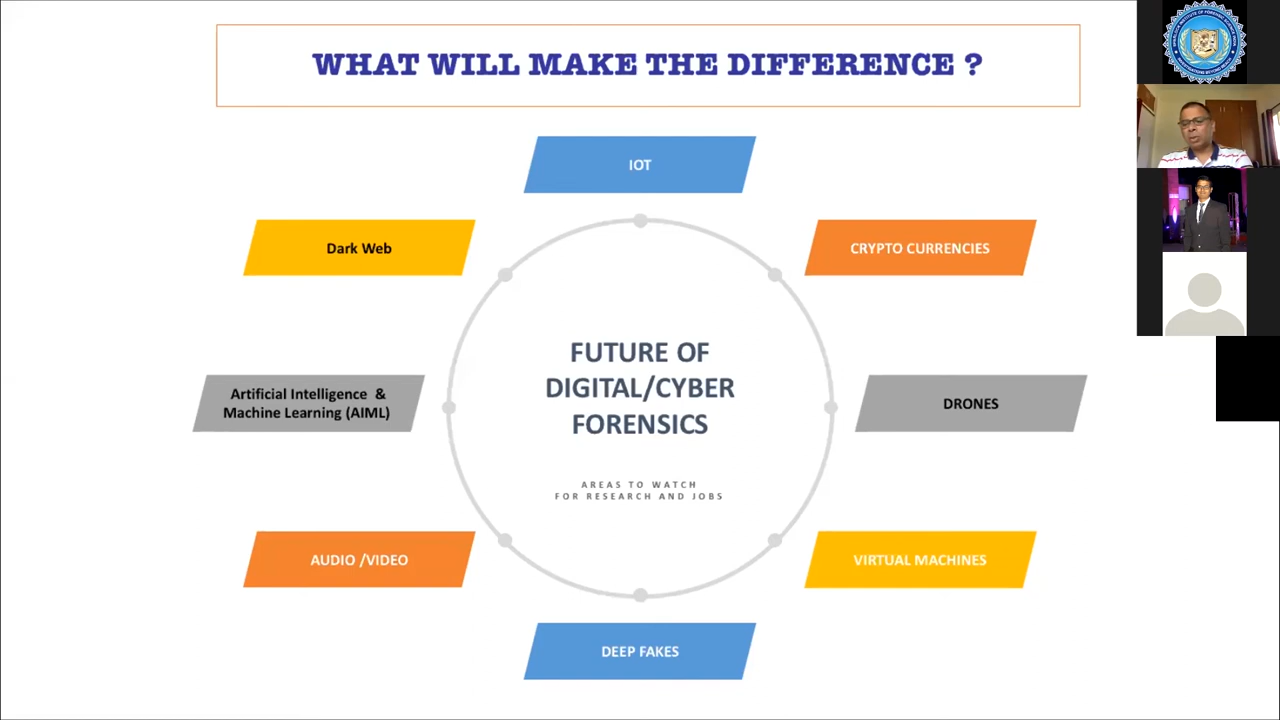 WHAT WILL MAKE THE DIFFERENCE ?
IOT
Dark Web
CRYPTO CURRENCIES
FUTURE OF
DIGITAL/CYBER
FORENSICS
Artificial Intelligence &
Machine Learning (AIML)
DRONES
AREAS TO WATCH
FOR RESEARCH AND JOBS
AUDIO /VIDEO
VIRTUAL MACHINES
DEEP FAKES